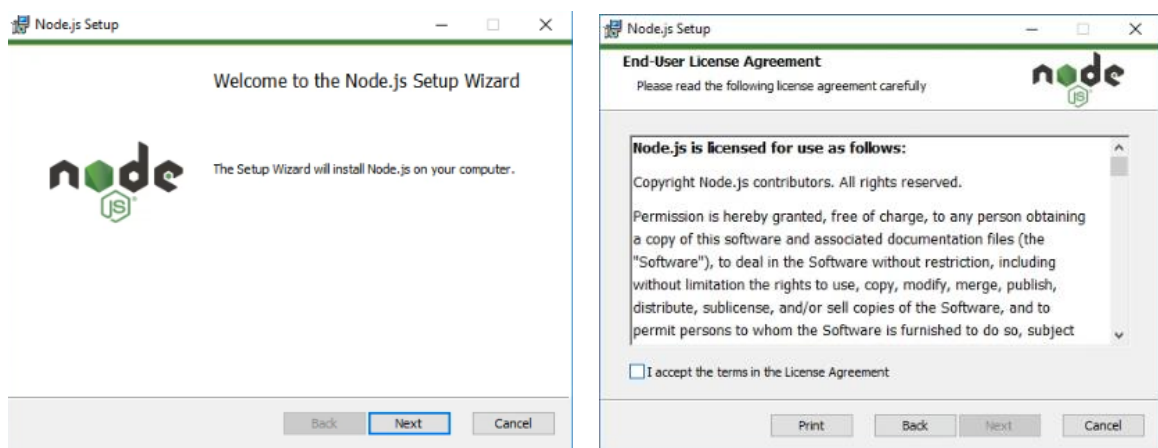 Node.js Setup
Welcome to the Node.js Setup Wizard
node
JS
The Setup Wizard will install Node.js on your computer.
Back Next Cancel
Node.js Setup
End-User License Agreement
Please read the following license agreement carefully
node
JS
Node.js is licensed for use as follows:
Copyright Node.js contributors. All rights reserved.
Permission is hereby granted, free of charge, to any person obtaining
a copy of this software and associated documentation files (the
"Software"), to deal in the Software without restriction, including
without limitation the rights to use, copy, modify, merge, publish,
distribute, sublicense, and/or sell copies of the Software, and to
permit persons to whom the Software is furnished to do so, subject
I accept the terms in the License Agreement
Print Back Next Cancel